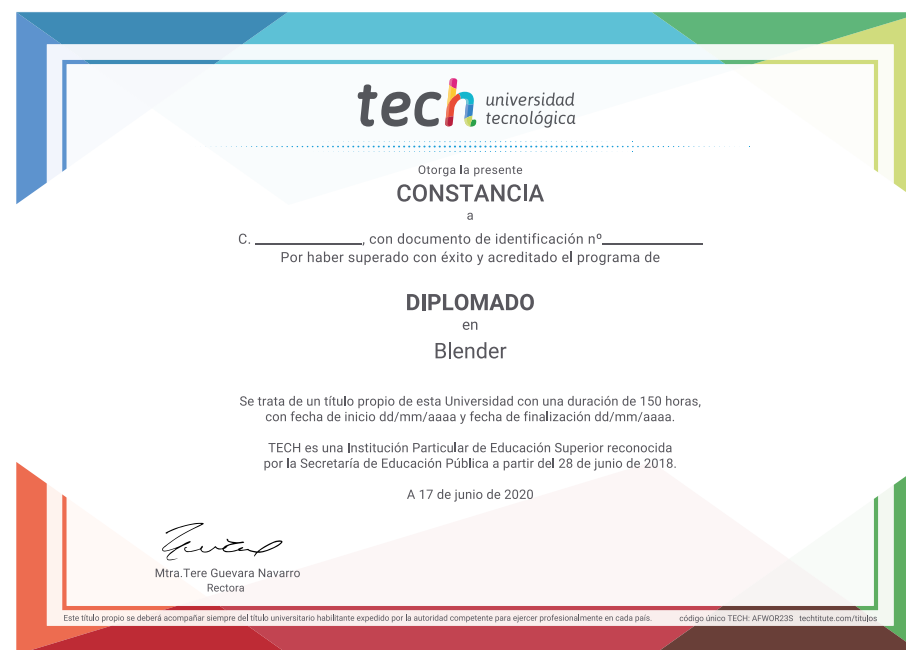 tech universidad
tecnológica
Otorga la presente
CONSTANCIA
a
C. ____________, con documento de identificación nº____________
Por haber superado con éxito y acreditado el programa de
DIPLOMADO
en
Blender
Se trata de un título propio de esta Universidad con una duración de 150 horas,
con fecha de inicio dd/mm/aaaa y fecha de finalización dd/mm/aaaa.
TECH es una Institución Particular de Educación Superior reconocida
por la Secretaría de Educación Pública a partir del 28 de junio de 2018.
A 17 de junio de 2020
Mtra.Tere Guevara Navarro
Rectora
Este título propio se deberá acompañar siempre del título universitario habilitante expedido por la autoridad competente para ejercer profesionalmente en cada país. código único TECH: AFWOR23S techtitute.com/titulos